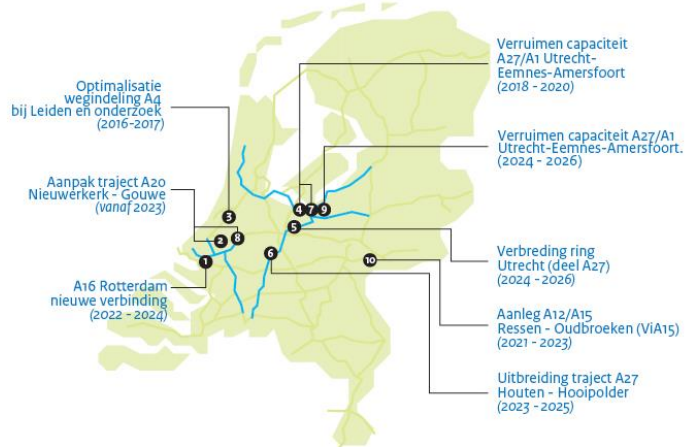 Optimalisatie
wegindeling A4
bij Leiden en onderzoek
(2016-2017)
Aanpak traject A20
Nieuwerkerk - Gouwe
(vanaf 2023)
A16 Rotterdam
nieuwe verbinding
(2022 - 2024)
Verruimen capaciteit
A27/A1 Utrecht-
Eemnes-Amersfoort
(2018 - 2020)
Verruimen capaciteit A27/A1
Utrecht-Eemnes-Amersfoort.
(2024 - 2026)
Verbreding ring
Utrecht (deel A27)
(2024 - 2026)
Aanleg A12/A15
Ressen - Oudbroeken (ViA15)
(2021 - 2023)
Uitbreiding traject A27
Houten - Hooipolder
(2023 - 2025)
4 7 9
3
5
2 8
6
10
1